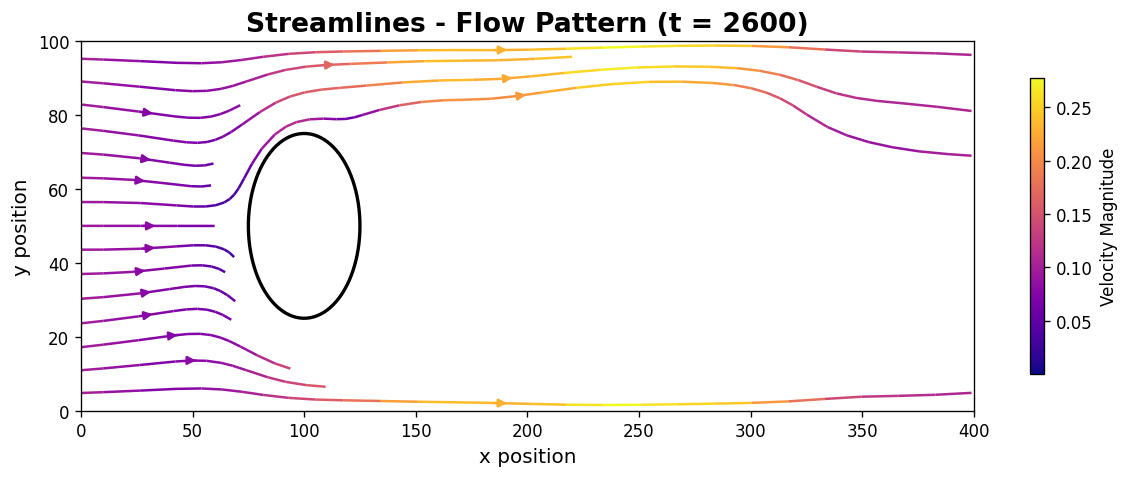 Streamlines - Flow Pattern (t = 2600)
100
80
60
40
20
0
y position
0 50 100 150 200 250 300 350 400
x position
0.25
0.20
0.15
0.10
0.05
Velocity Magnitude